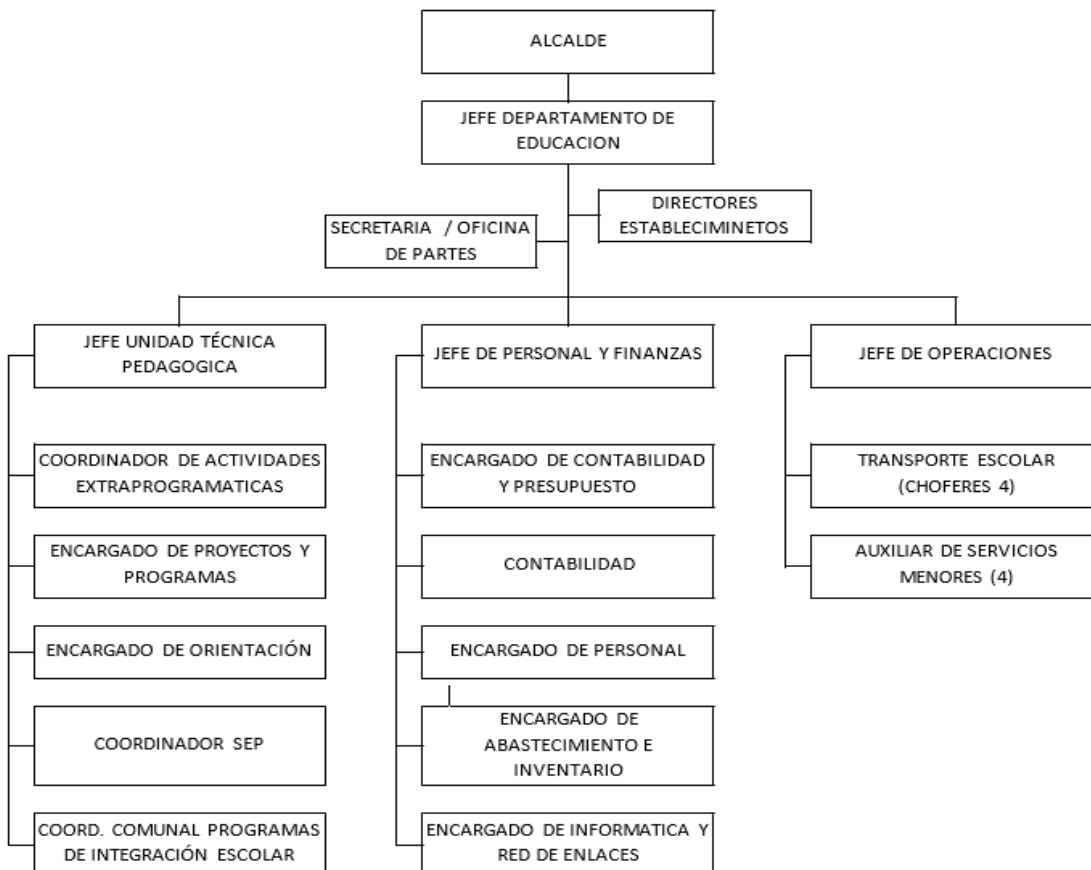 ALCALDE
JEFE DEPARTAMENTO DE
EDUCACION
DIRECTORES
ESTABLECIMINETOS
SECRETARIA / OFICINA
DE PARTES
JEFE UNIDAD TÉCNICA
PEDAGOGICA
COORDINADOR DE ACTIVIDADES
EXTRAPROGRAMATICAS
ENCARGADO DE PROYECTOS Y
PROGRAMAS
ENCARGADO DE ORIENTACIÓN
COORDINADOR SEP
COORD. COMUNAL PROGRAMAS
DE INTEGRACIÓN ESCOLAR
JEFE DE PERSONAL Y FINANZAS
ENCARGADO DE CONTABILIDAD
Y PRESUPUESTO
CONTABILIDAD
ENCARGADO DE PERSONAL
ENCARGADO DE
ABASTECIMIENTO E
INVENTARIO
ENCARGADO DE INFORMATICA Y
RED DE ENLACES
JEFE DE OPERACIONES
TRANSPORTE ESCOLAR
(CHOFERES 4)
AUXILIAR DE SERVICIOS
MENORES (4)